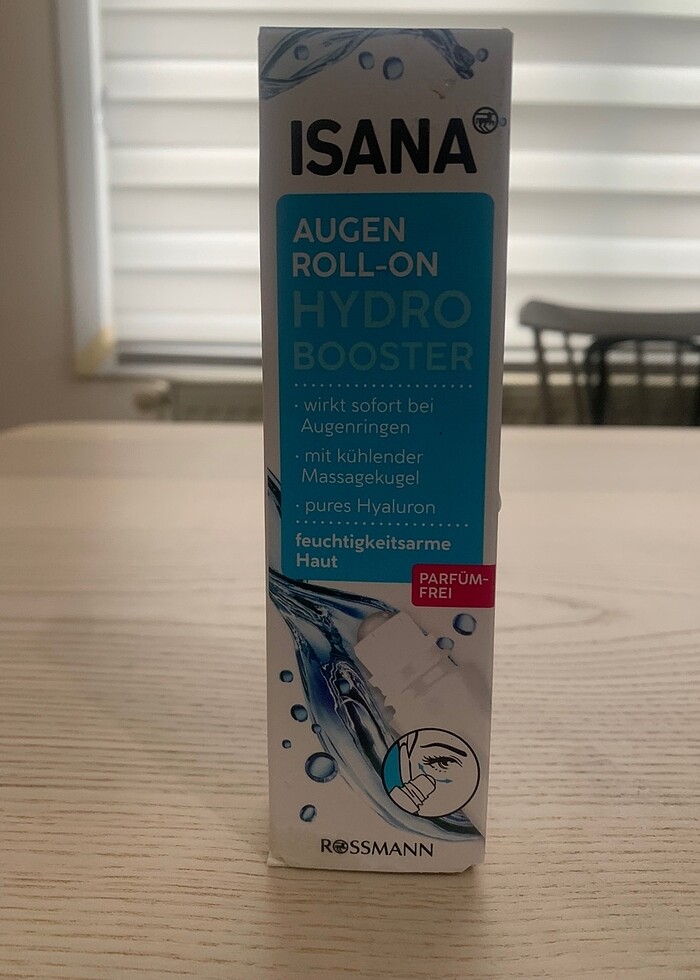 ISANA
AUGEN
ROLL-ON
HYDRO
BOOSTER
· wirkt sofort bei
Augenringen
· mit kühlender
Massagekugel
· pures Hyaluron
feuchtigkeitsarme
Haut
PARFÜM-
FREI
ROSSMANN